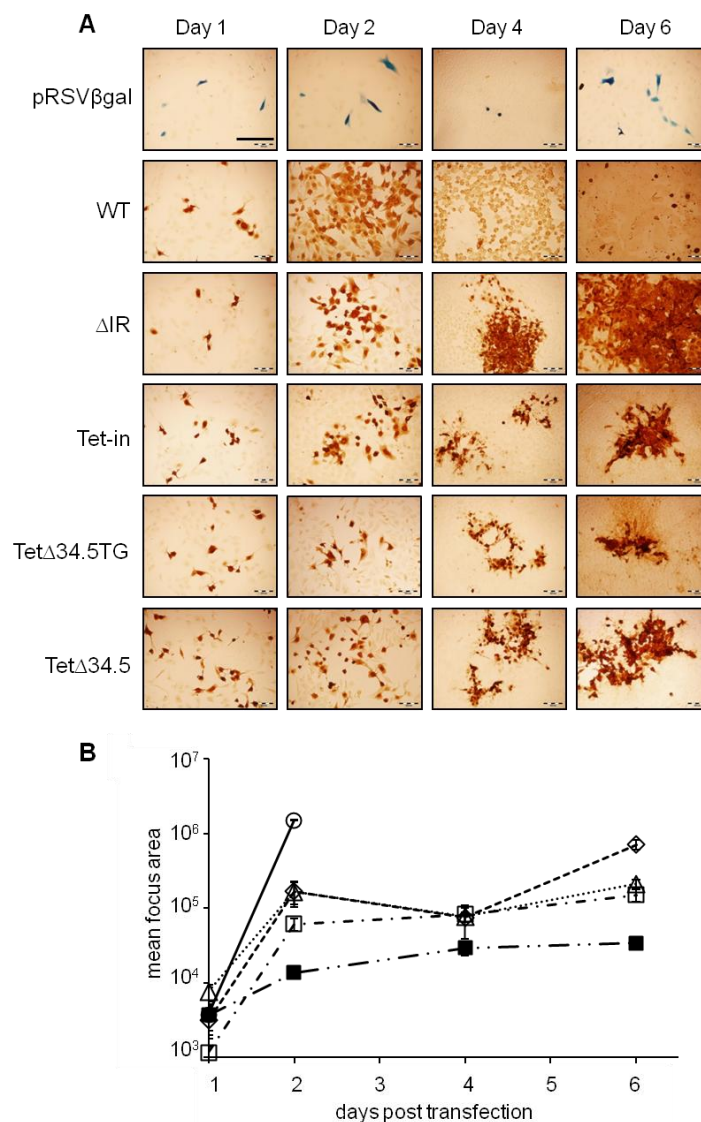 A
Day 1 Day 2 Day 4 Day 6
pRSVβgal
WT
ΔIR
Tet-in
TetΔ34.5TG
TetΔ34.5
B
10⁷
10⁶
10⁵
10⁴
10³
mean focus area
1 2 3 4 5 6
days post transfection